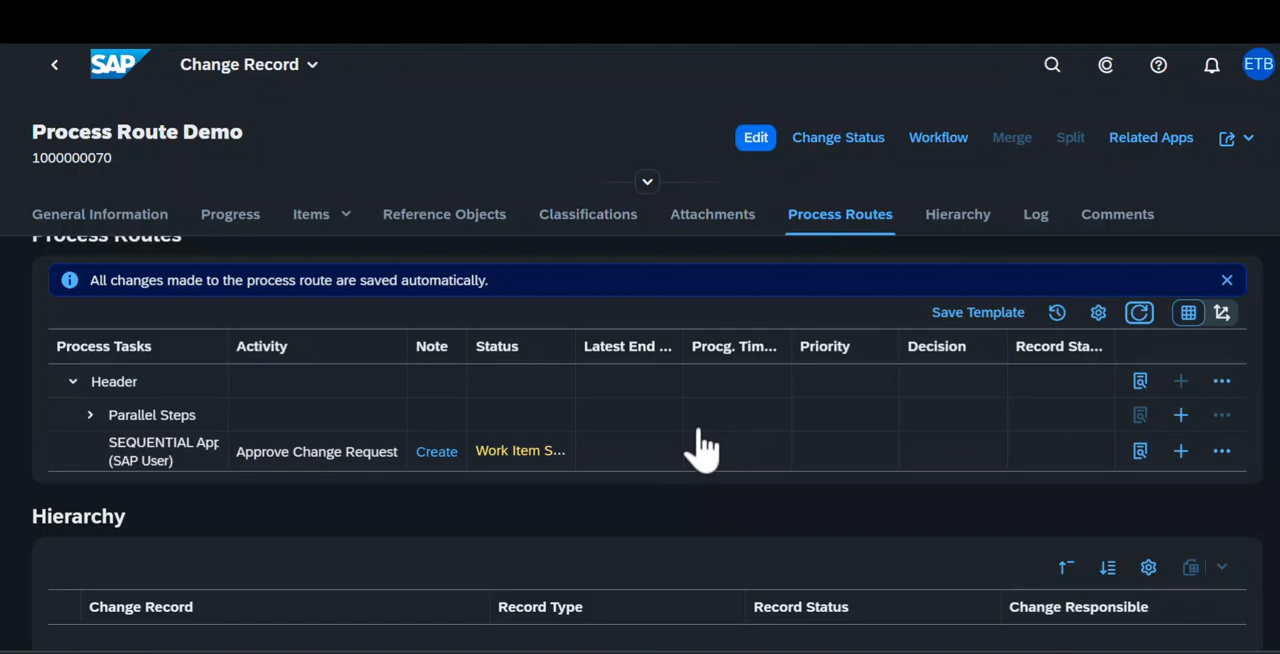 SAP Change Record ETB
Process Route Demo
Edit Change Status Workflow Merge Split Related Apps
1000000070
General Information Progress Items Reference Objects Classifications Attachments Process Routes Hierarchy Log Comments
Process Routes
All changes made to the process route are saved automatically.
Save Template
Process Tasks Activity Note Status Latest End ... Procg. Tim... Priority Decision Record Sta...
Header
Parallel Steps
SEQUENTIAL App
(SAP User) Approve Change Request Create Work Item S...
Hierarchy
Change Record Record Type Record Status Change Responsible